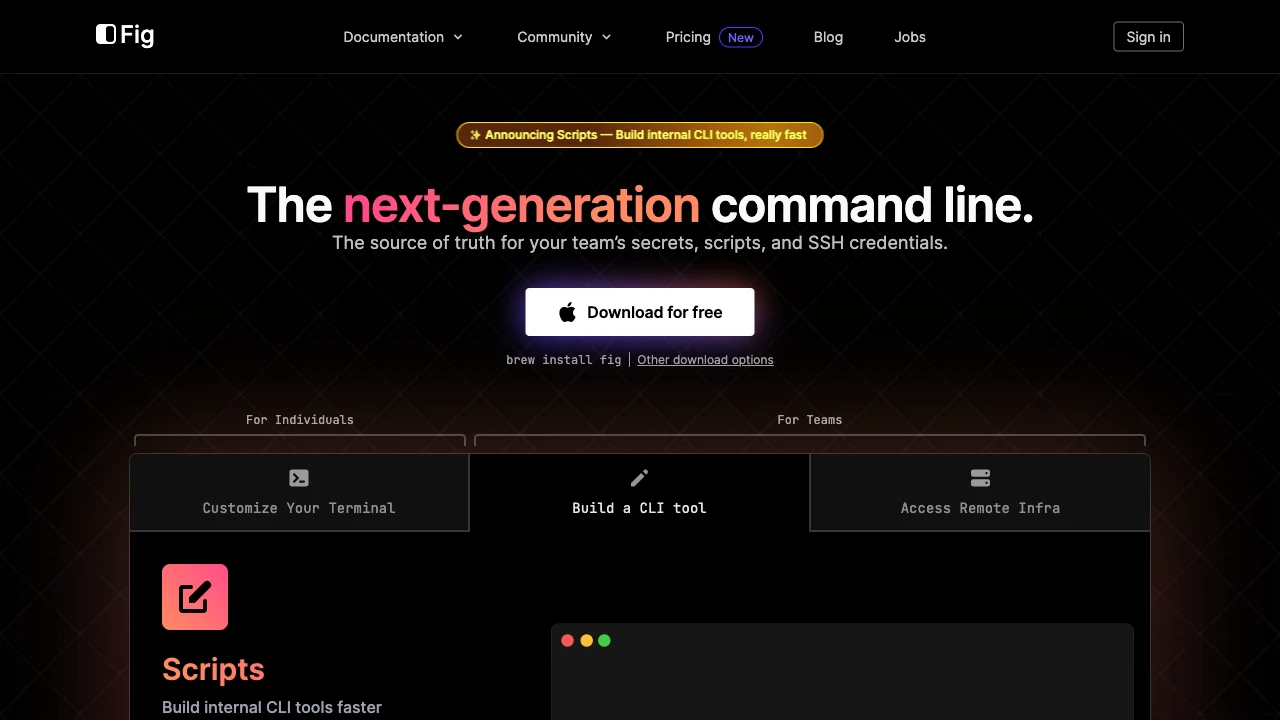 Fig
Documentation
Community
Pricing New
Blog
Jobs
Sign in
Announcing Scripts — Build internal CLI tools, really fast
The next-generation command line.
The source of truth for your team’s secrets, scripts, and SSH credentials.
Download for free
brew install fig | Other download options
For Individuals
For Teams
Customize Your Terminal
Build a CLI tool
Access Remote Infra
Scripts
Build internal CLI tools faster